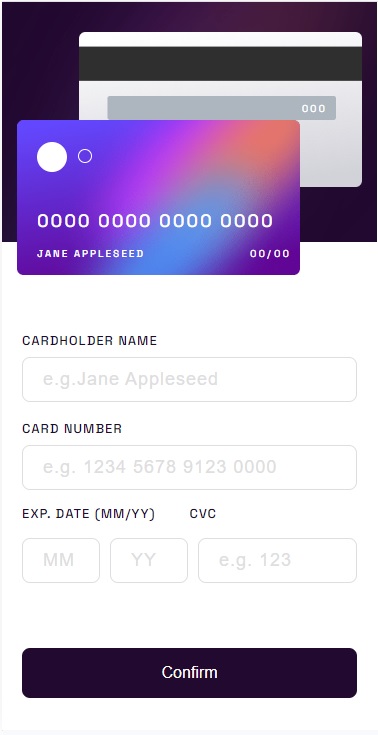 000
0000 0000 0000 0000
JANE APPLESEED 00/00
CARDHOLDER NAME
e.g.Jane Appleseed
CARD NUMBER
e.g. 1234 5678 9123 0000
EXP. DATE (MM/YY) CVC
MM YY e.g. 123
Confirm